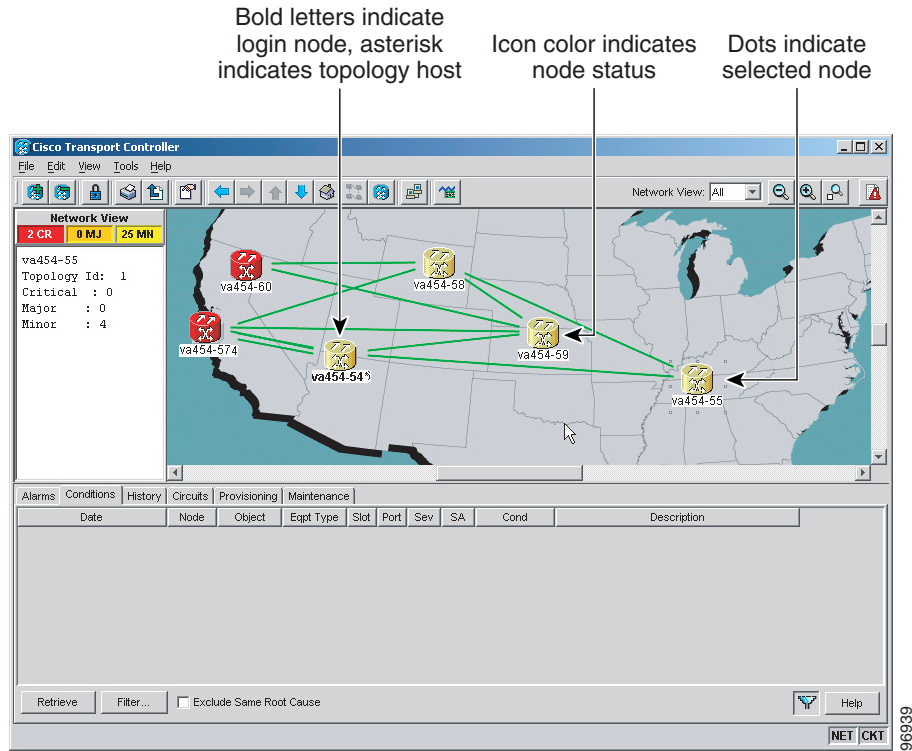 Bold letters indicate
login node, asterisk
indicates topology host
Icon color indicates
node status
Dots indicate
selected node
Cisco Transport Controller
File Edit View Tools Help
Network View: All
Network View
2 CR 0 MJ 25 MN
va454-55
Topology Id: 1
Critical : 0
Major : 0
Minor : 4
va454-60
va454-58
va454-574
va454-59
va454-54*)
va454-55
Alarms Conditions History Circuits Provisioning Maintenance
Date Node Object Eqpt Type Slot Port Sev SA Cond Description
Retrieve Filter... Exclude Same Root Cause Help
NET CKT
96939